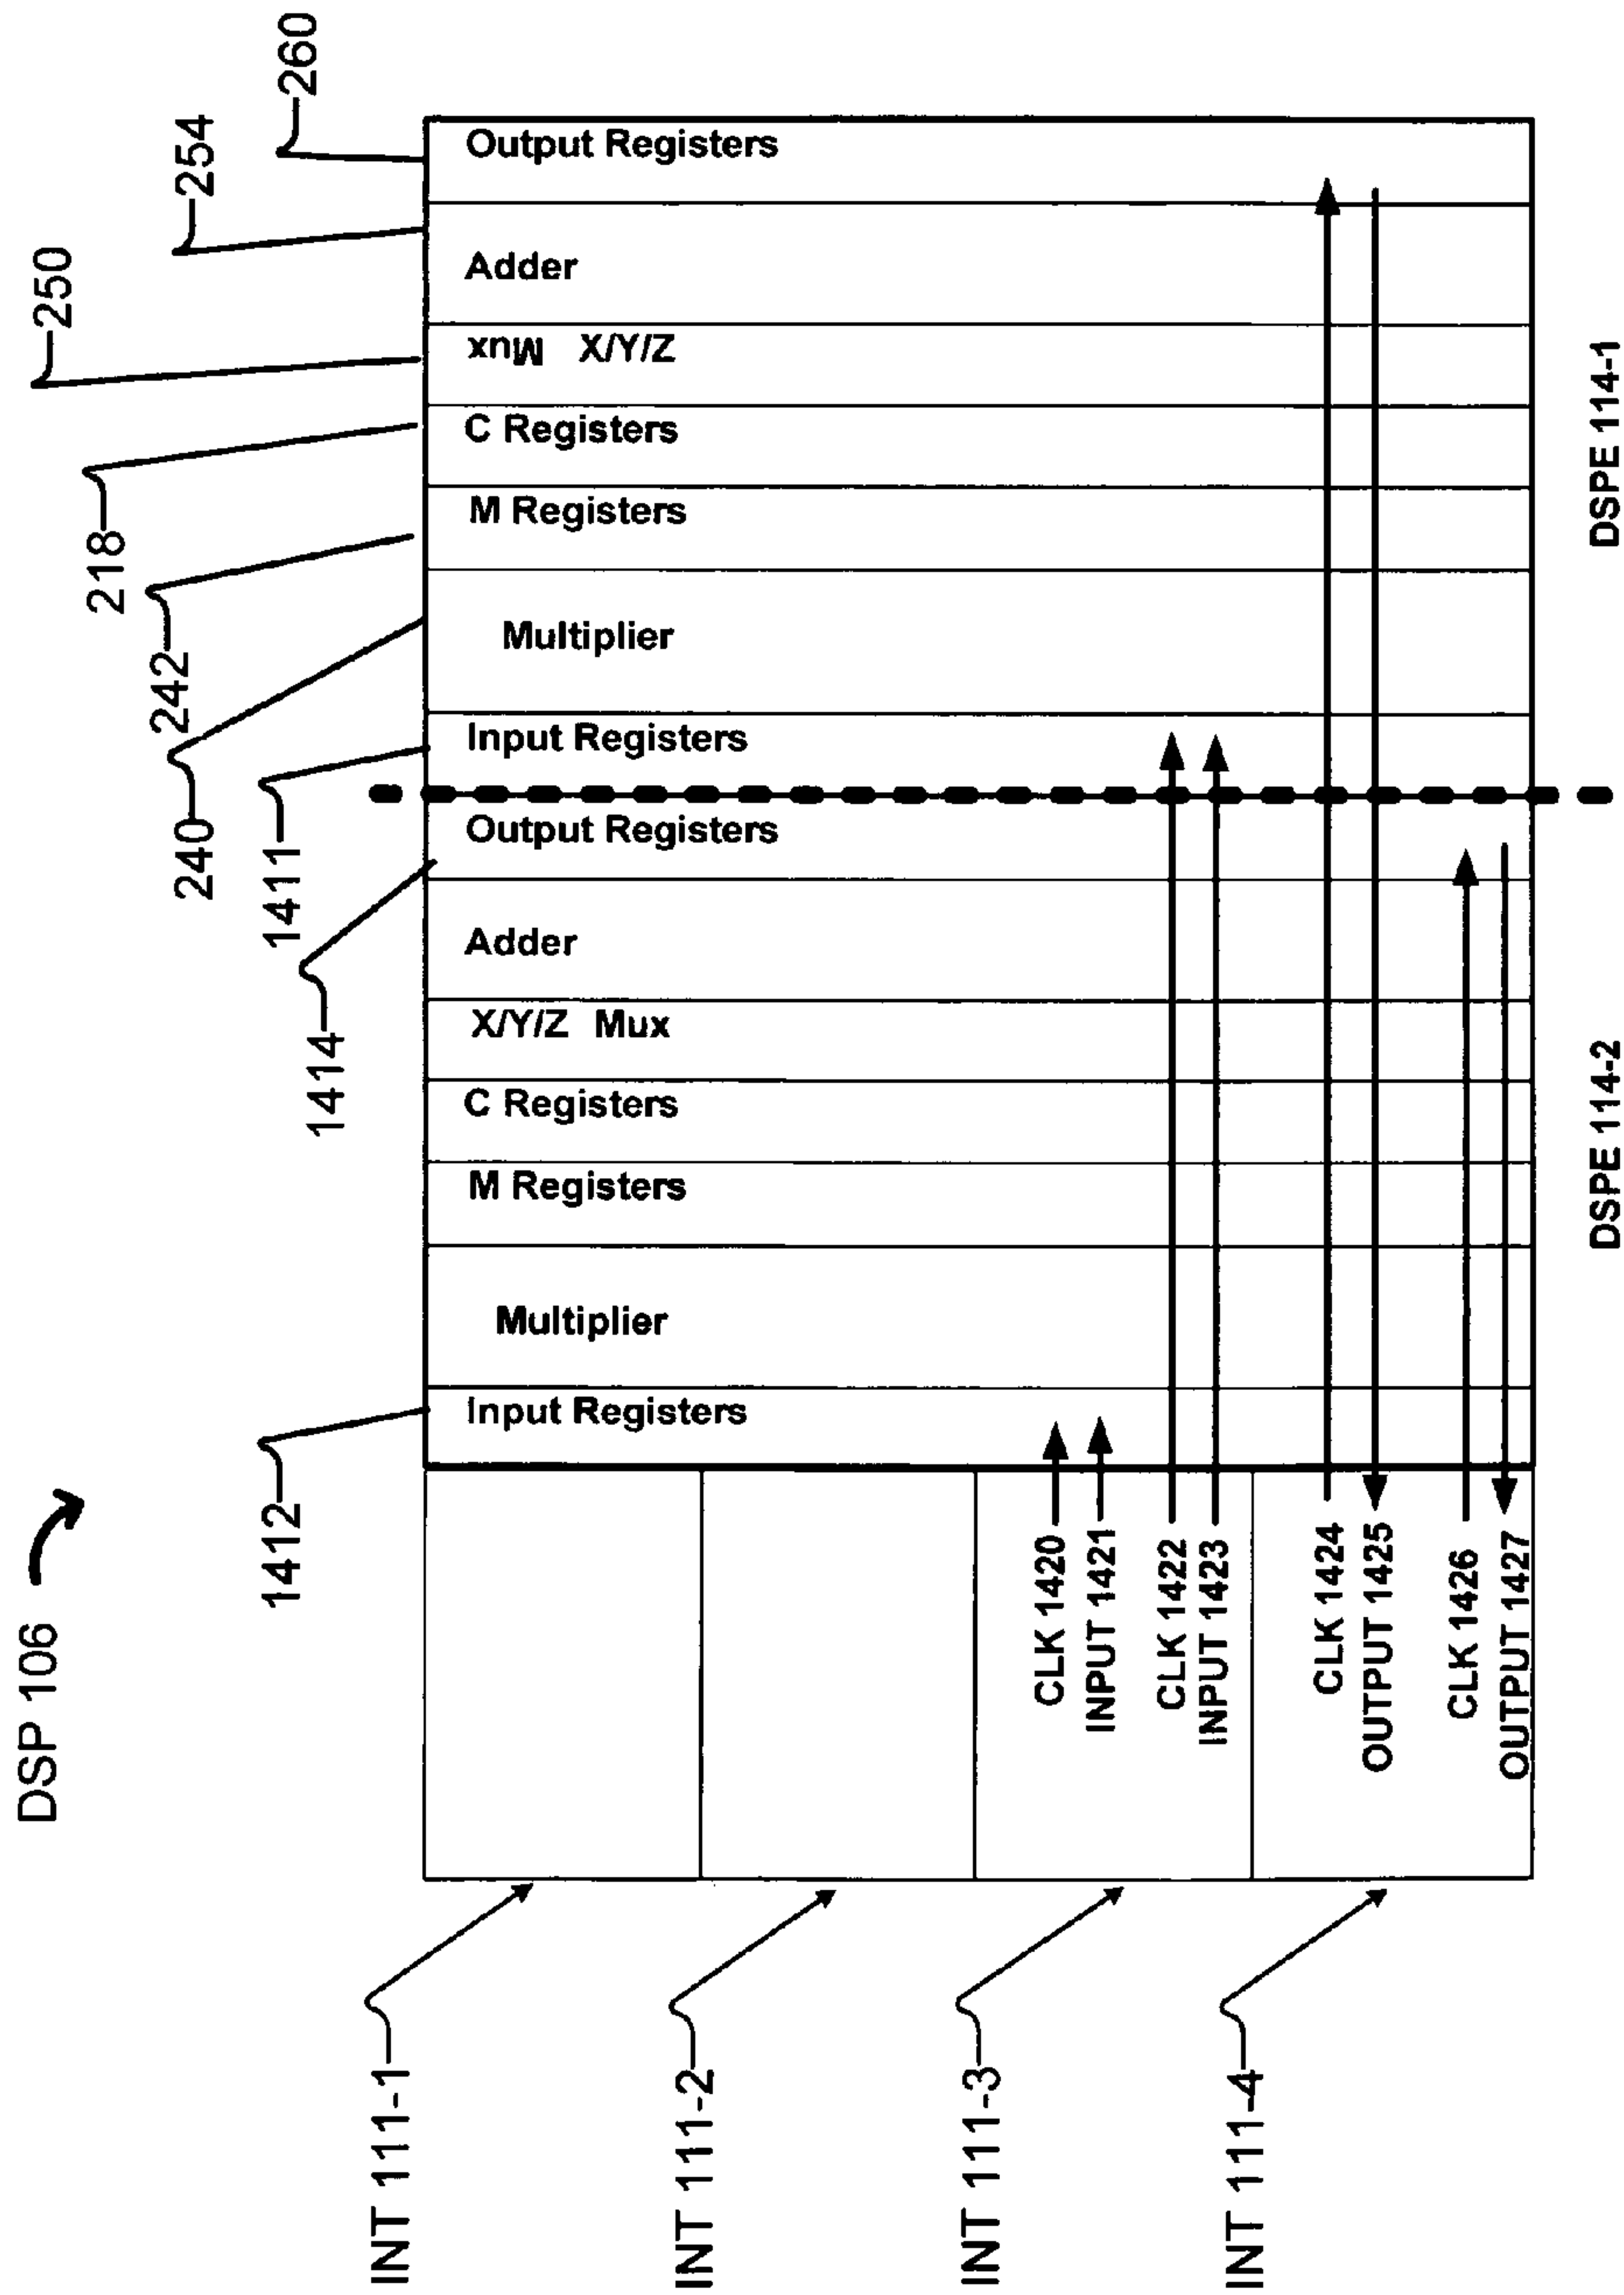 DSP 106
250
254
260
218
242
240
1411
1414
1412
Output Registers
Adder
X/Y/Z Mux
C Registers
M Registers
Multiplier
Input Registers
Output Registers
Adder
X/Y/Z Mux
C Registers
M Registers
Multiplier
Input Registers
CLK 1420
INPUT 1421
CLK 1422
INPUT 1423
CLK 1424
OUTPUT 1425
CLK 1426
OUTPUT 1427
INT 111-1
INT 111-2
INT 111-3
INT 111-4
DSPE 114-1
DSPE 114-2